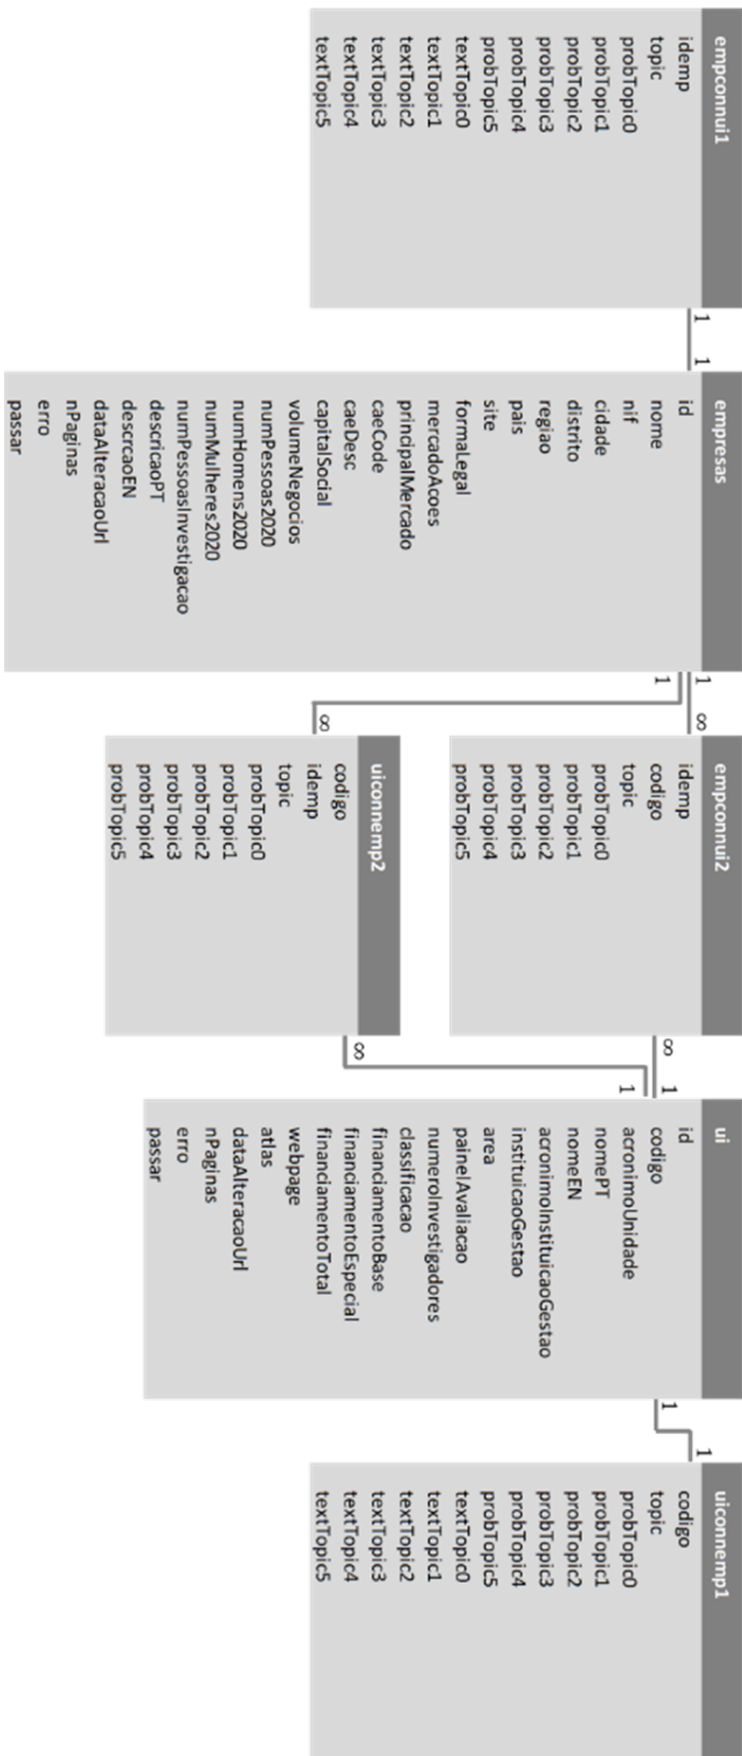 empconnui1
idemp
topic
probTopic0
probTopic1
probTopic2
probTopic3
probTopic4
probTopic5
textTopic0
textTopic1
textTopic2
textTopic3
textTopic4
textTopic5
1
1
empresas
id
nome
nif
cidade
distrito
regiao
pais
site
formaLegal
mercadoAcoes
principalMercado
caeCode
caeDesc
capitalSocial
volumeNegocios
numPessoas2020
numHomens2020
numMulheres2020
numPessoasInvestigacao
descricaoPT
descrcaoEN
dataAlteracaoUrl
nPaginas
erro
passar
1
∞
1
∞
empconnui2
idemp
codigo
topic
probTopic0
probTopic1
probTopic2
probTopic3
probTopic4
probTopic5
uiconnemp2
codigo
idemp
topic
probTopic0
probTopic1
probTopic2
probTopic3
probTopic4
probTopic5
∞
1
∞
1
ui
id
codigo
acronimoUnidade
nomePT
nomeEN
acronimoInstituicaoGestao
instituicaoGestao
area
painelAvaliacao
numeroInvestigadores
classificacao
financiamentoBase
financiamentoEspecial
financiamentoTotal
webpage
atlas
dataAlteracaoUrl
nPaginas
erro
passar
1
1
uiconnemp1
codigo
topic
probTopic0
probTopic1
probTopic2
probTopic3
probTopic4
probTopic5
textTopic0
textTopic1
textTopic2
textTopic3
textTopic4
textTopic5